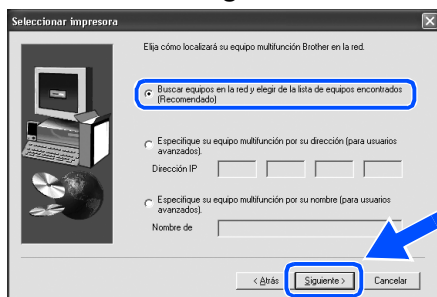 Seleccionar impresora
Elija cómo localizará su equipo multifunción Brother en la red.
Buscar equipos en la red y elegir de la lista de equipos encontrados
(Recomendado)
Especifique su equipo multifunción por su dirección (para usuarios
avanzados).
Dirección IP
Especifique su equipo multifunción por su nombre (para usuarios
avanzados).
Nombre de
< Atrás
Siguiente >
Cancelar